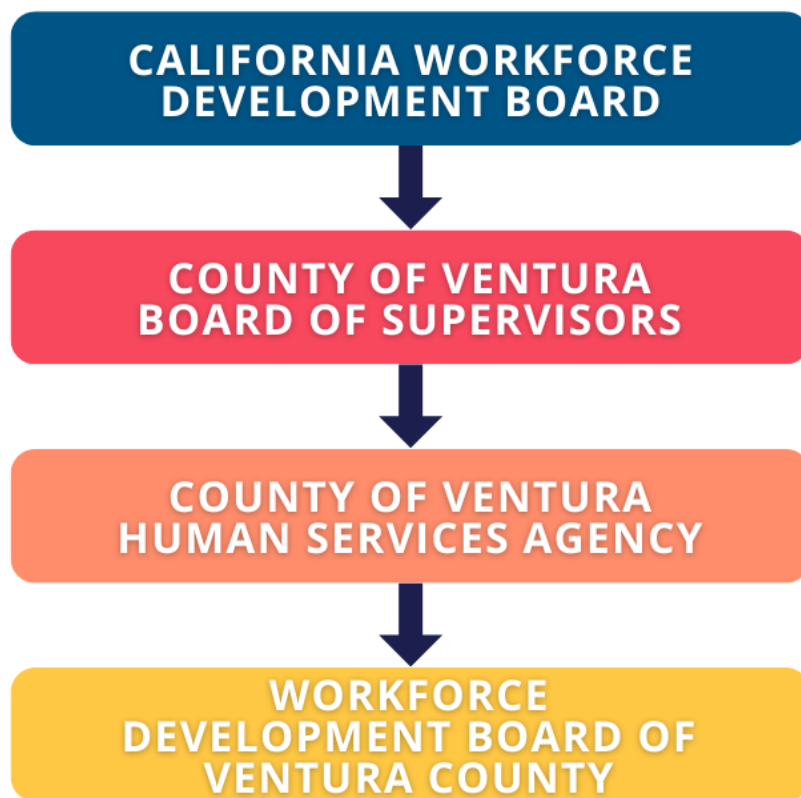 CALIFORNIA WORKFORCE
DEVELOPMENT BOARD
COUNTY OF VENTURA
BOARD OF SUPERVISORS
COUNTY OF VENTURA
HUMAN SERVICES AGENCY
WORKFORCE
DEVELOPMENT BOARD OF
VENTURA COUNTY